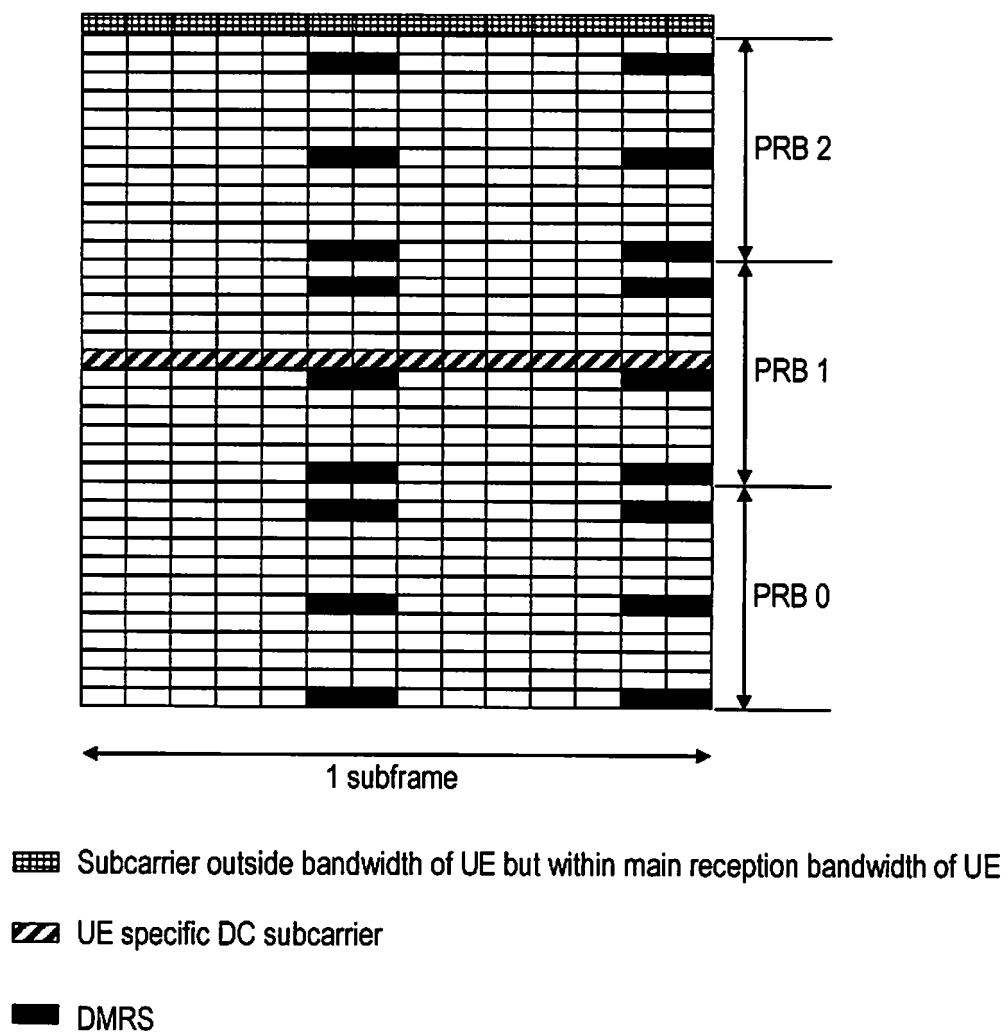 PRB 2
PRB 1
PRB 0
1 subframe
Subcarrier outside bandwidth of UE but within main reception bandwidth of UE
UE specific DC subcarrier
DMRS